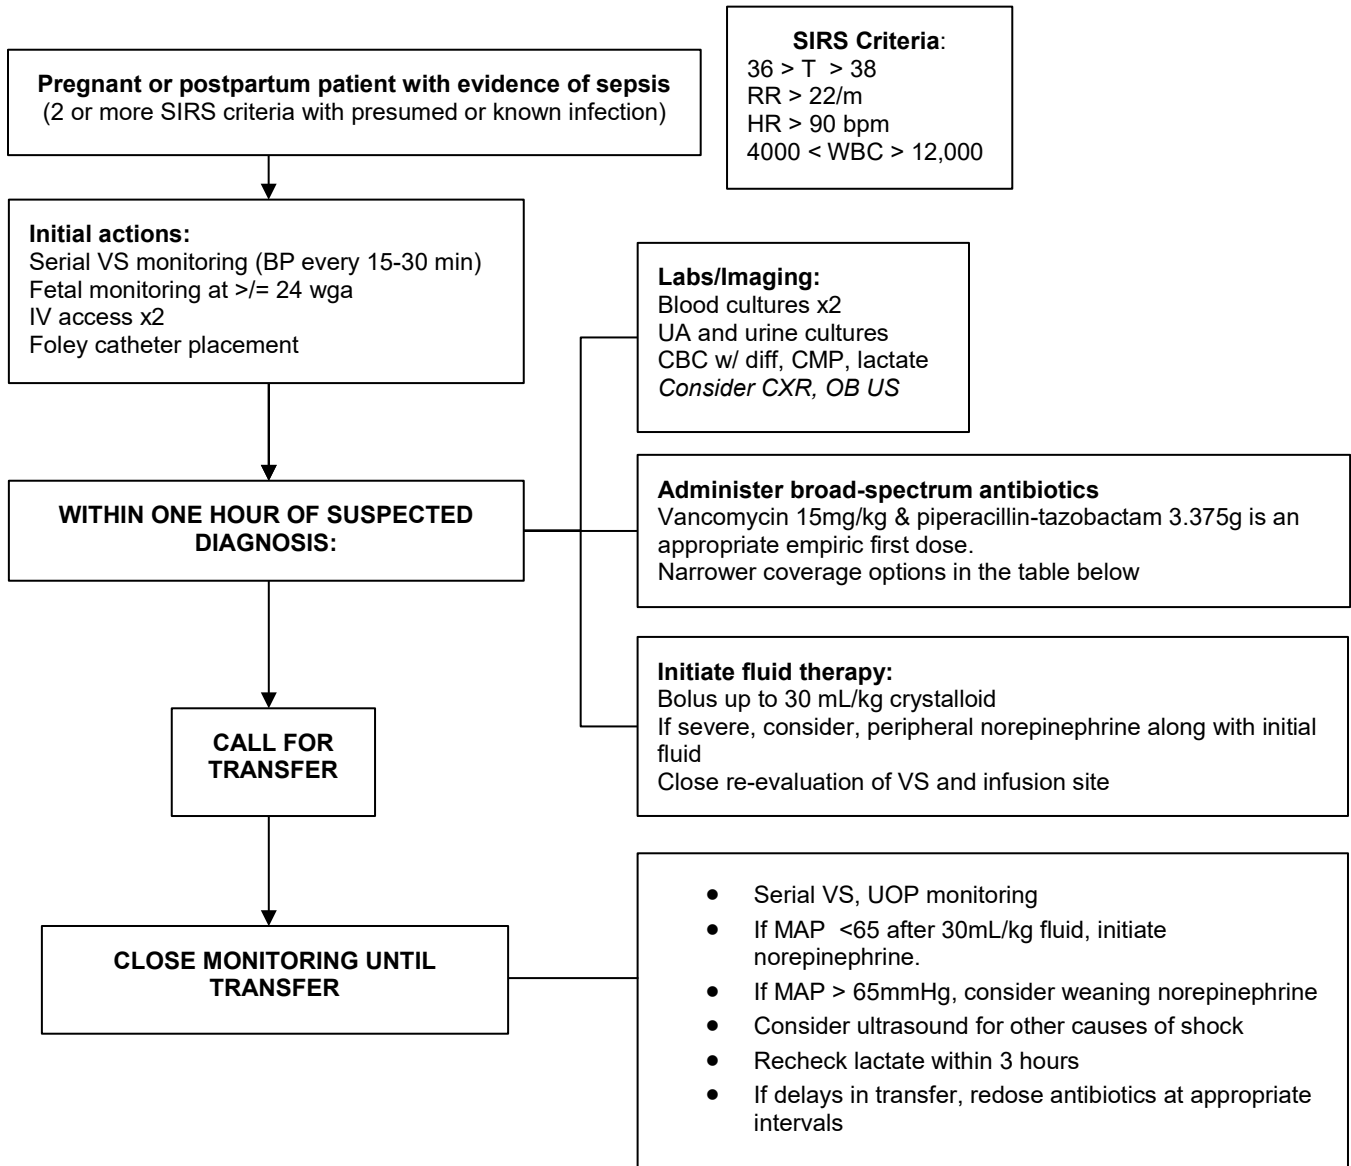 SIRS Criteria:
36 > T > 38
RR > 22/m
HR > 90 bpm
4000 < WBC > 12,000
Pregnant or postpartum patient with evidence of sepsis
(2 or more SIRS criteria with presumed or known infection)
Initial actions:
Serial VS monitoring (BP every 15-30 min)
Fetal monitoring at >/= 24 wga
IV access x2
Foley catheter placement
Labs/Imaging:
Blood cultures x2
UA and urine cultures
CBC w/ diff, CMP, lactate
Consider CXR, OB US
WITHIN ONE HOUR OF SUSPECTED
DIAGNOSIS:
Administer broad-spectrum antibiotics
Vancomycin 15mg/kg & piperacillin-tazobactam 3.375g is an
appropriate empiric first dose.
Narrower coverage options in the table below
Initiate fluid therapy:
Bolus up to 30 mL/kg crystalloid
If severe, consider, peripheral norepinephrine along with initial
fluid
Close re-evaluation of VS and infusion site
CALL FOR
TRANSFER
CLOSE MONITORING UNTIL
TRANSFER
● Serial VS, UOP monitoring
● If MAP <65 after 30mL/kg fluid, initiate
norepinephrine.
● If MAP > 65mmHg, consider weaning norepinephrine
● Consider ultrasound for other causes of shock
● Recheck lactate within 3 hours
● If delays in transfer, redose antibiotics at appropriate
intervals